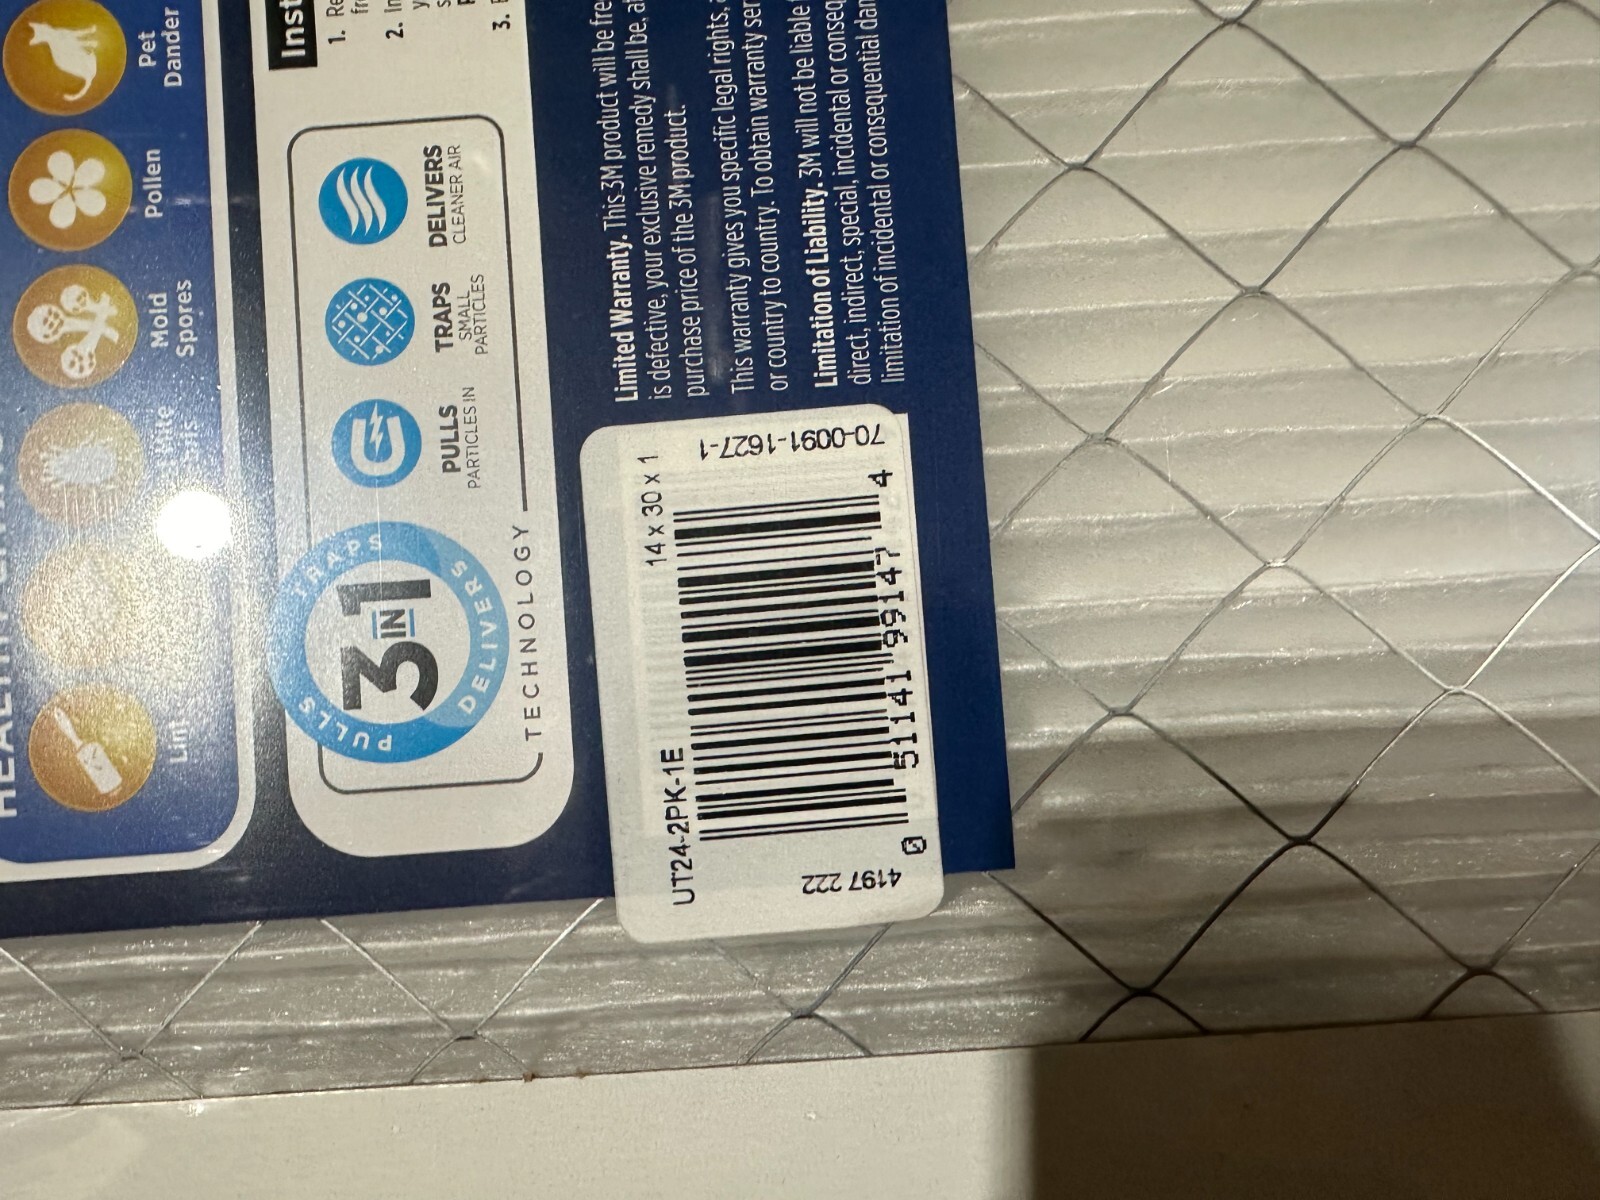 Pet
Dander
Pollen
Mold
Spores
Lint
Inst
1. Re
2. In
3.
PULLS TRAPS DELIVERS
3 IN 1
TECHNOLOGY
PULLS
PARTICLES IN
TRAPS
SMALL
PARTICLES
DELIVERS
CLEANER AIR
Limited Warranty. This 3M product will be fre
is defective, your exclusive remedy shall be, a
purchase price of the 3M product.
This warranty gives you specific legal rights,
or country to country. To obtain warranty ser
Limitation of Liability. 3M will not be liable
direct, indirect, special, incidental or conseq
limitation of incidental or consequential dan
UT24-2PK-1E 14 x 30 x 1
0 51141 99147 4
4197 222
70-0091-1627-1